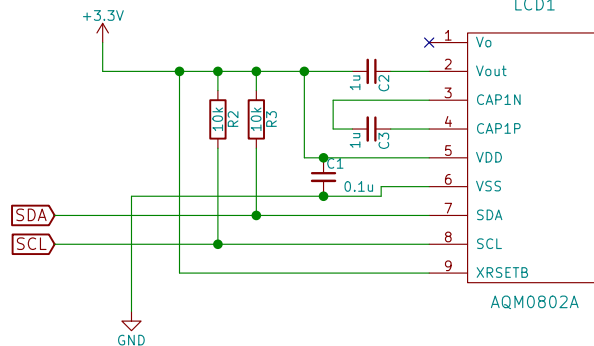 LCD1
+3.3V
1 Vo
2 Vout
1u C2
3 CAP1N
10k R2
10k R3
1u C3
4 CAP1P
5 VDD
C1
0.1u
6 VSS
SDA
7 SDA
SCL
8 SCL
9 XRSETB
AQM0802A
GND